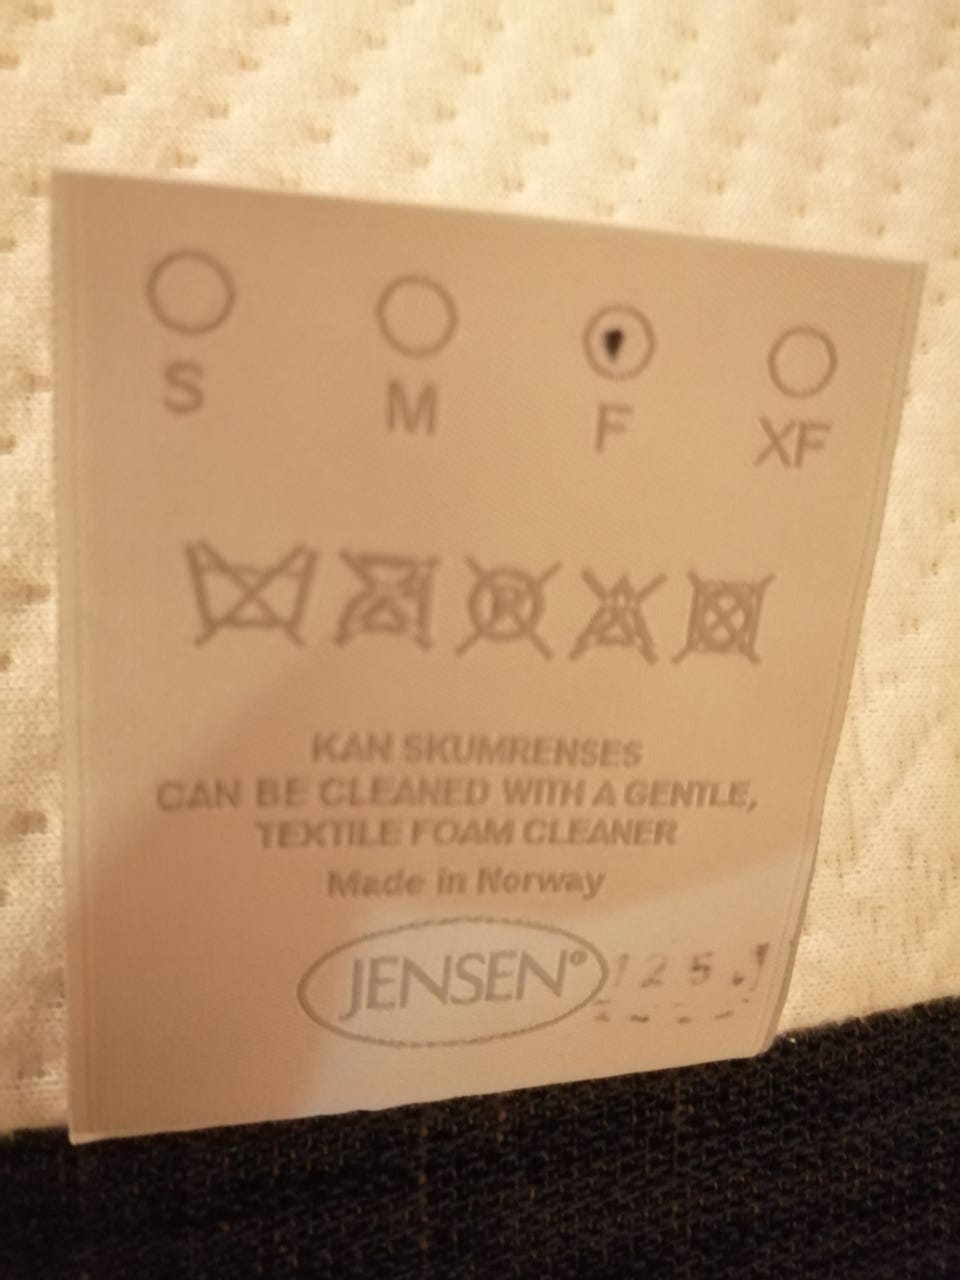 S M F XF
KAN SKUMRENSES
CAN BE CLEANED WITH A GENTLE,
TEXTILE FOAM CLEANER
Made in Norway
JENSEN®